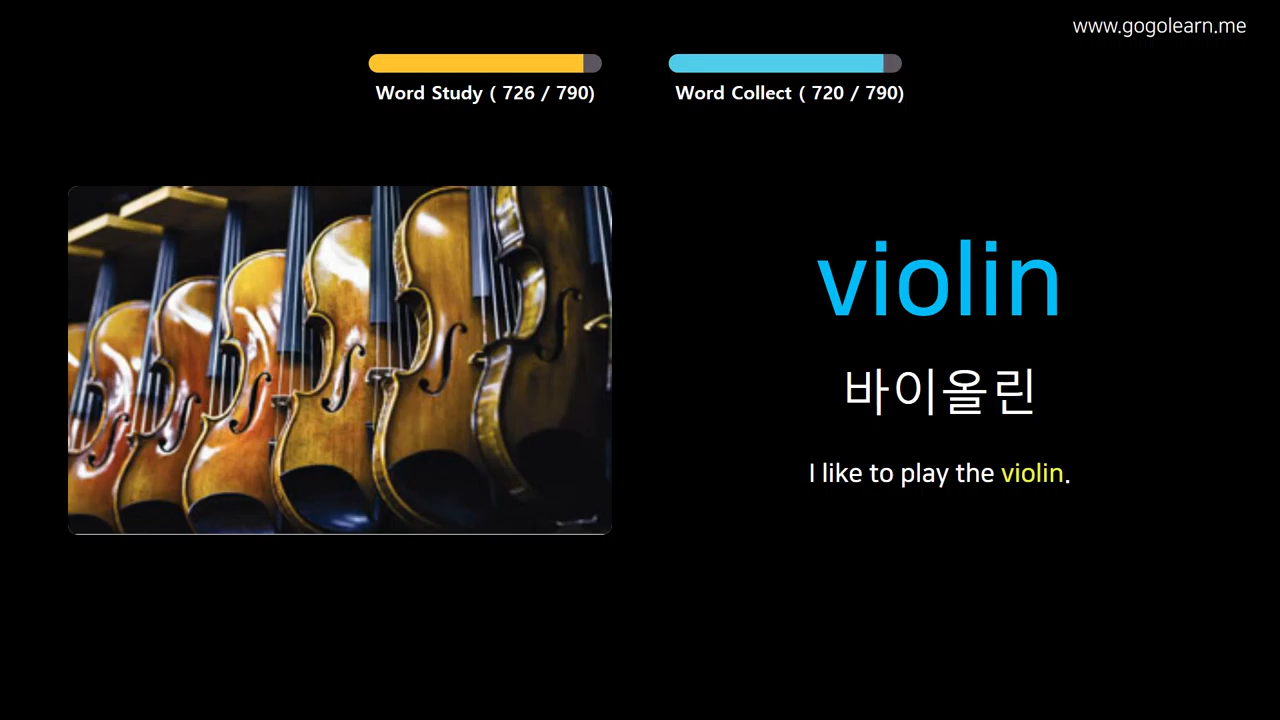 www.gogolearn.me
Word Study ( 726 / 790)
Word Collect ( 720 / 790)
violin
바이올린
I like to play the violin.